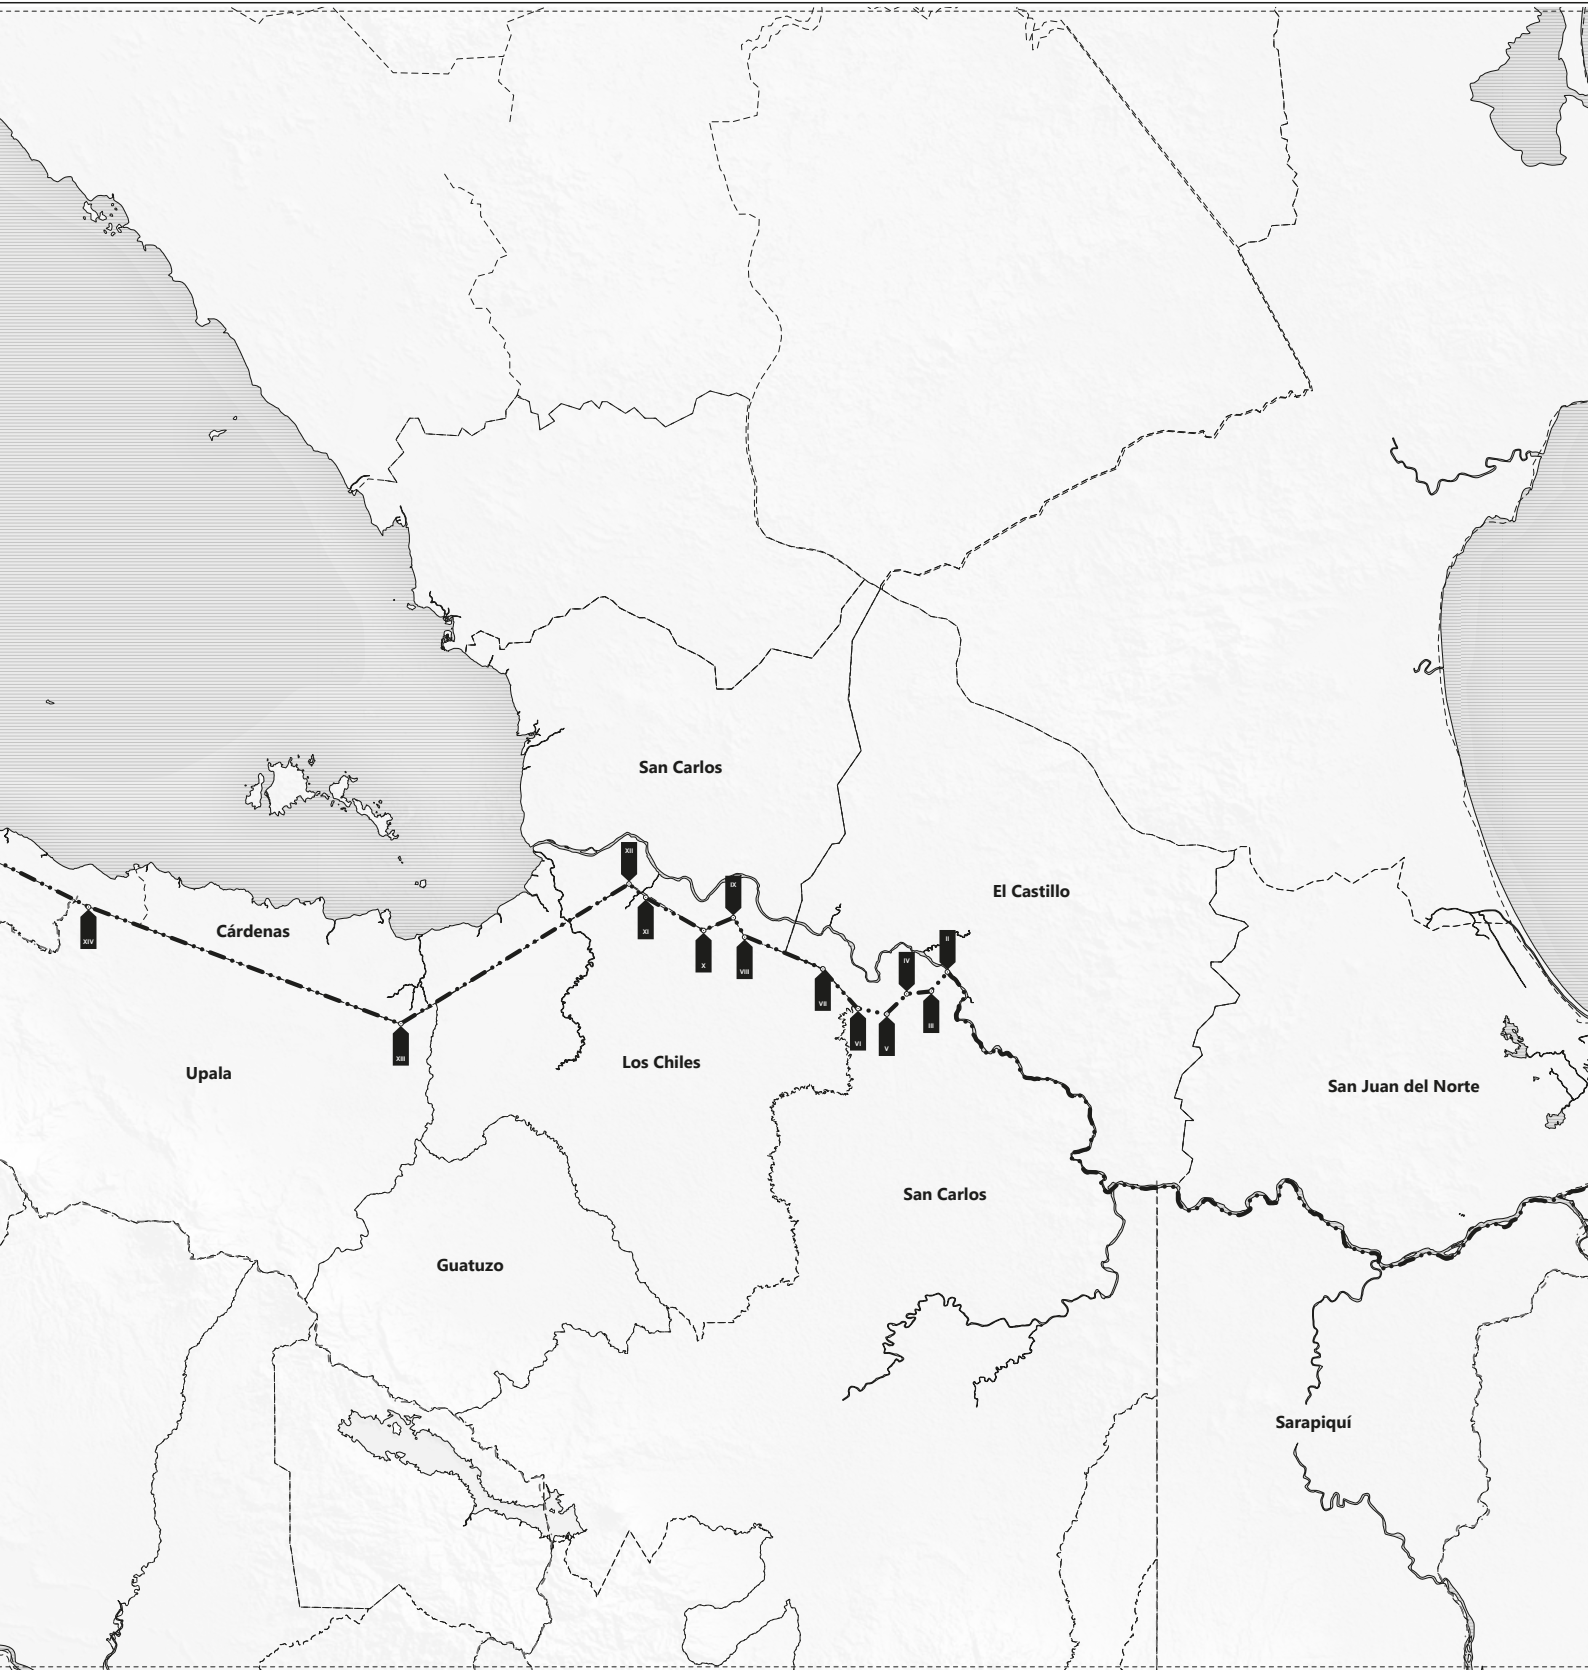 San Carlos
XII
IX
El Castillo
XIV
Cárdenas
XI
X
VIII
II
IV
VII
III
VI
V
XIII
Los Chiles
Upala
San Juan del Norte
San Carlos
Guatuzo
Sarapiquí